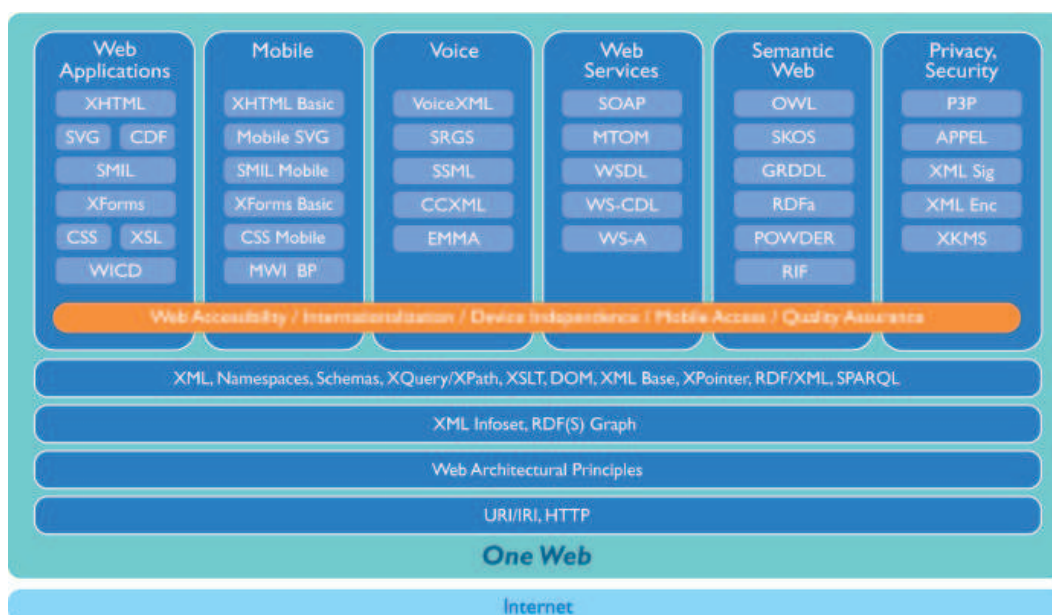 Web Applications
XHTML
SVG CDF
SMIL
XForms
CSS XSL
WICD
Mobile
XHTML Basic
Mobile SVG
SMIL Mobile
XForms Basic
CSS Mobile
MWI BP
Voice
VoiceXML
SRGS
SSML
CCXML
EMMA
Web Services
SOAP
MTOM
WSDL
WS-CDL
WS-A
Semantic Web
OWL
SKOS
GRDDL
RDFa
POWDER
RIF
Privacy, Security
P3P
APPEL
XML Sig
XML Enc
XKMS
Web Accessibility / Internationalization / Device Independence / Mobile Access / Quality Assurance
XML, Namespaces, Schemas, XQuery/XPath, XSLT, DOM, XML Base, XPointer, RDF/XML, SPARQL
XML Infoset, RDF(S) Graph
Web Architectural Principles
URI/IRI, HTTP
One Web
Internet